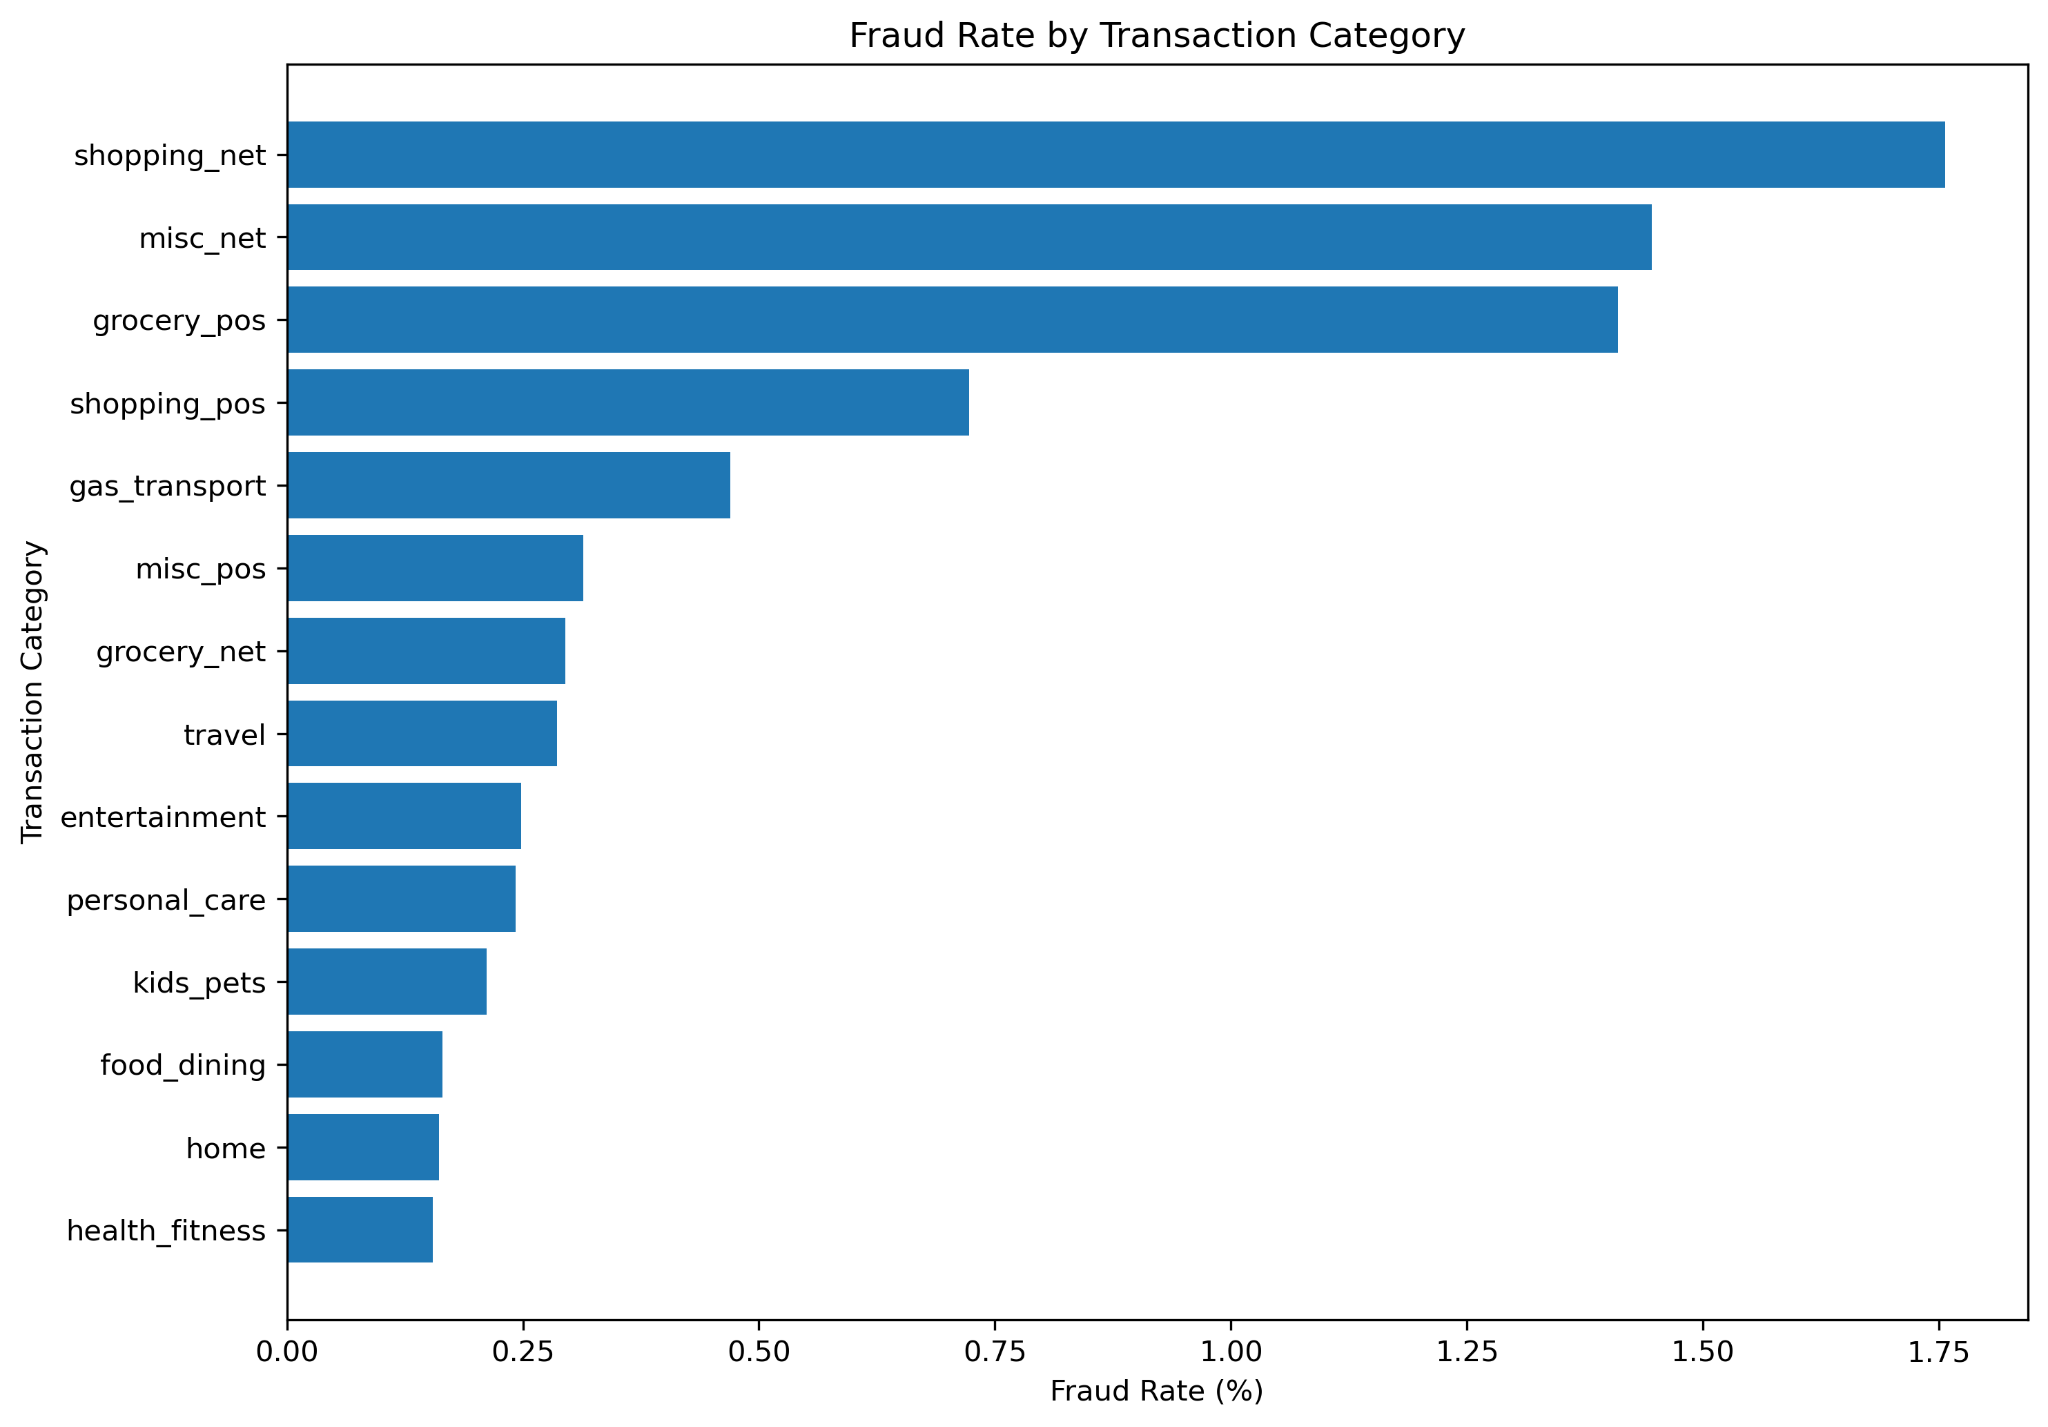 Fraud Rate by Transaction Category
shopping_net
misc_net
grocery_pos
shopping_pos
gas_transport
misc_pos
grocery_net
travel
entertainment
personal_care
kids_pets
food_dining
home
health_fitness
Transaction Category
0.00 0.25 0.50 0.75 1.00 1.25 1.50 1.75
Fraud Rate (%)